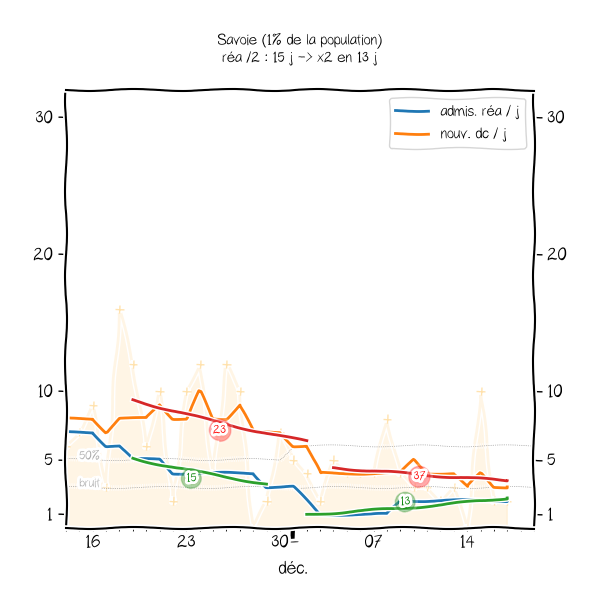 Savoie (1% de la population)
réa /2 : 15 j -> x2 en 13 j
admis. réa / j
nouv. dc / j
30 30
20 20
10 10
5 5
1 1
50%
bruit
23
15
37
13
16 23 30 07 14
déc.